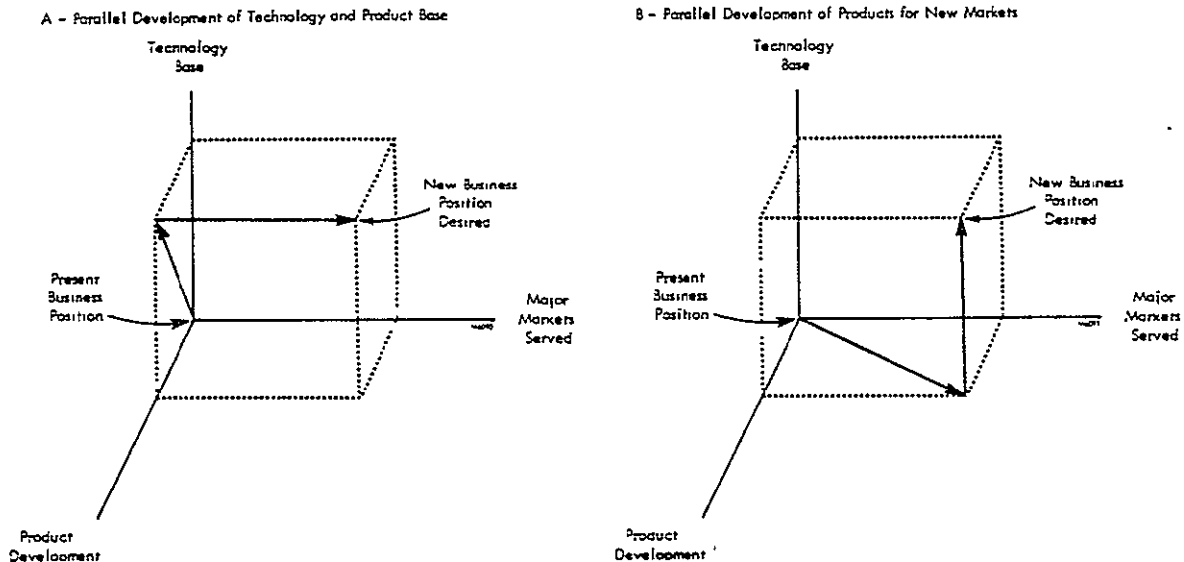 A - Parallel Development of Technology and Product Base
Technology
Base
New Business
Position
Desired
Present
Business
Position
Major
Markets
Served
Product
Development
B - Parallel Development of Products for New Markets
Technology
Base
New Business
Position
Desired
Present
Business
Position
Major
Markets
Served
Product
Development